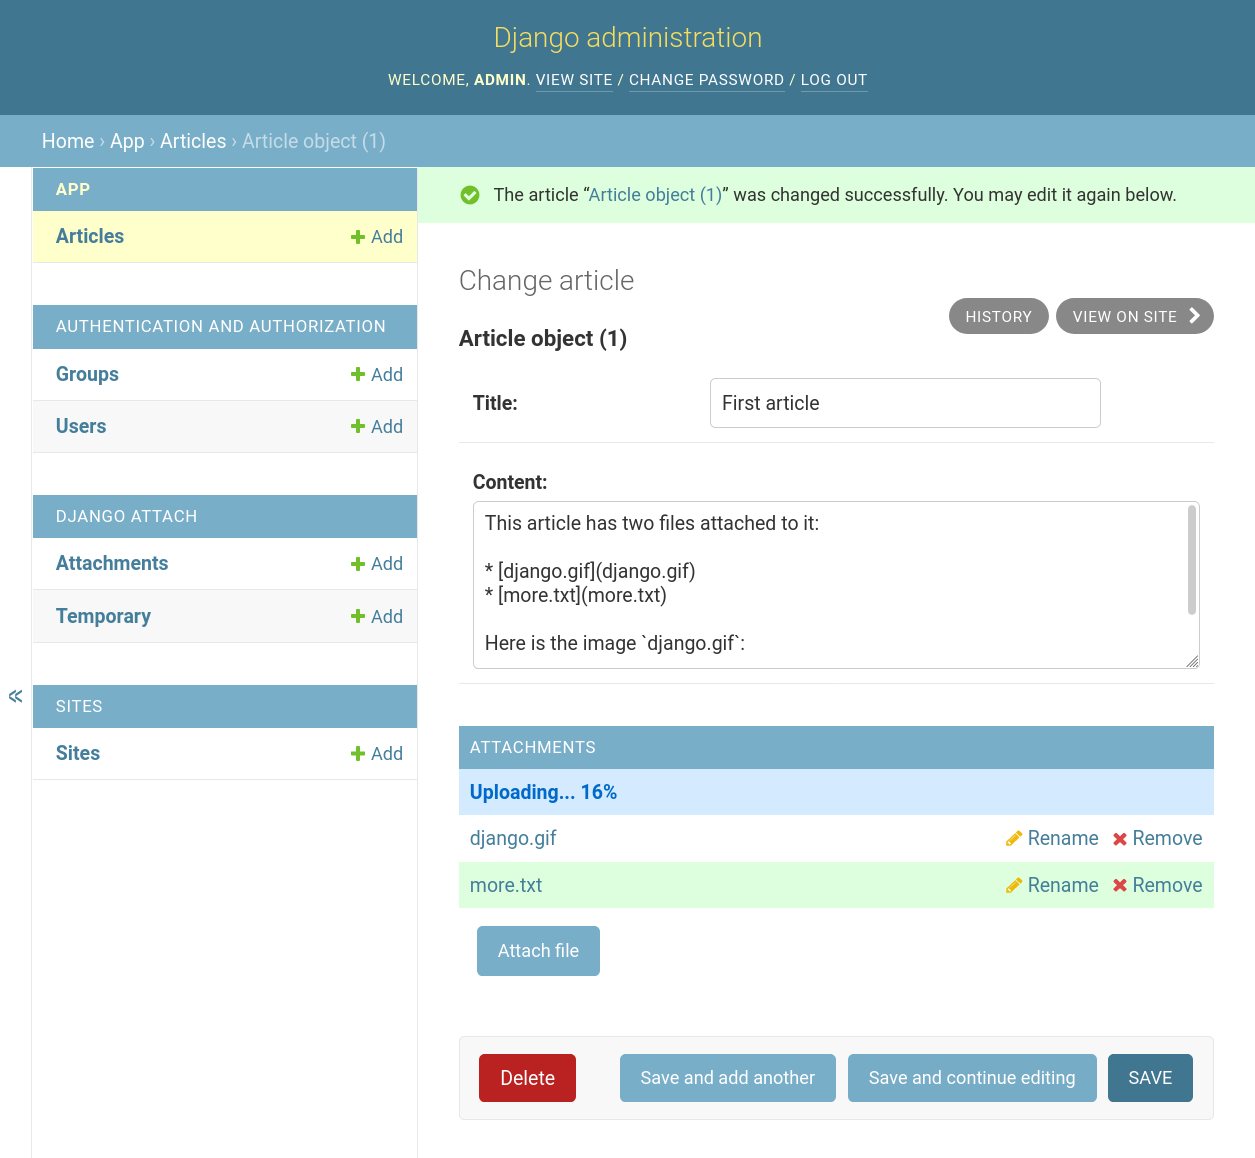 Django administration
WELCOME, ADMIN. VIEW SITE / CHANGE PASSWORD / LOG OUT
Home › App › Articles › Article object (1)
APP
Articles
Add
AUTHENTICATION AND AUTHORIZATION
Groups
Add
Users
Add
DJANGO ATTACH
Attachments
Add
Temporary
Add
«
SITES
Sites
Add
The article “Article object (1)” was changed successfully. You may edit it again below.
Change article
HISTORY
VIEW ON SITE
Article object (1)
Title:
First article
Content:
This article has two files attached to it:
* [django.gif](django.gif)
* [more.txt](more.txt)
Here is the image `django.gif`:
ATTACHMENTS
Uploading... 16%
django.gif
Rename
Remove
more.txt
Rename
Remove
Attach file
Delete
Save and add another
Save and continue editing
SAVE